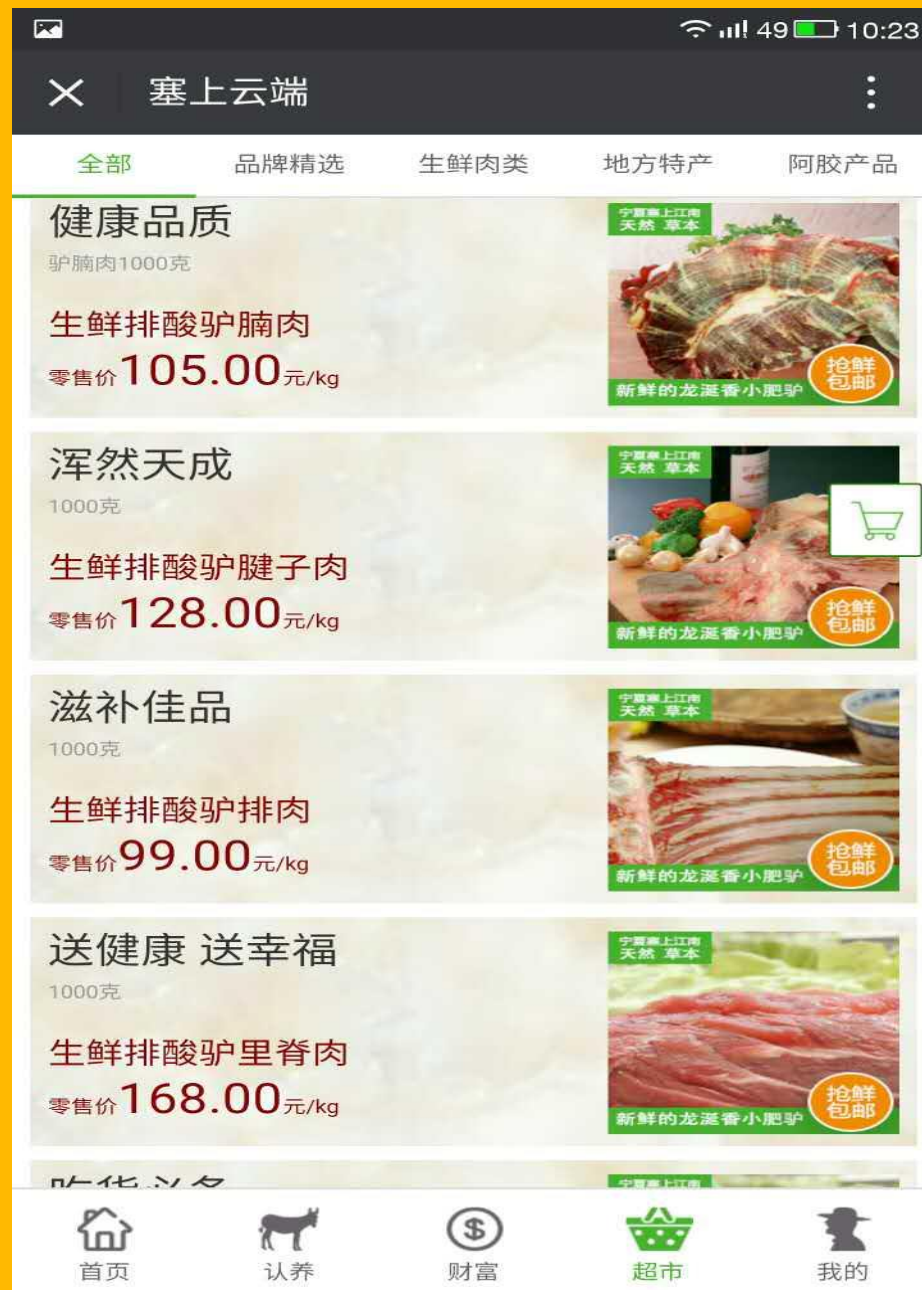 49 10:23
塞上云端
全部 品牌精选 生鲜肉类 地方特产 阿胶产品
健康品质
驴腩肉1000克
生鲜排酸驴腩肉
零售价105.00元/kg
宁夏塞上江南
天然 草本
抢鲜
包邮
新鲜的龙涎香小肥驴
浑然天成
1000克
生鲜排酸驴腱子肉
零售价128.00元/kg
宁夏塞上江南
天然 草本
抢鲜
包邮
新鲜的龙涎香小肥驴
滋补佳品
1000克
生鲜排酸驴排肉
零售价99.00元/kg
宁夏塞上江南
天然 草本
抢鲜
包邮
新鲜的龙涎香小肥驴
送健康 送幸福
1000克
生鲜排酸驴里脊肉
零售价168.00元/kg
宁夏塞上江南
天然 草本
抢鲜
包邮
新鲜的龙涎香小肥驴
首页 认养 财富 超市 我的